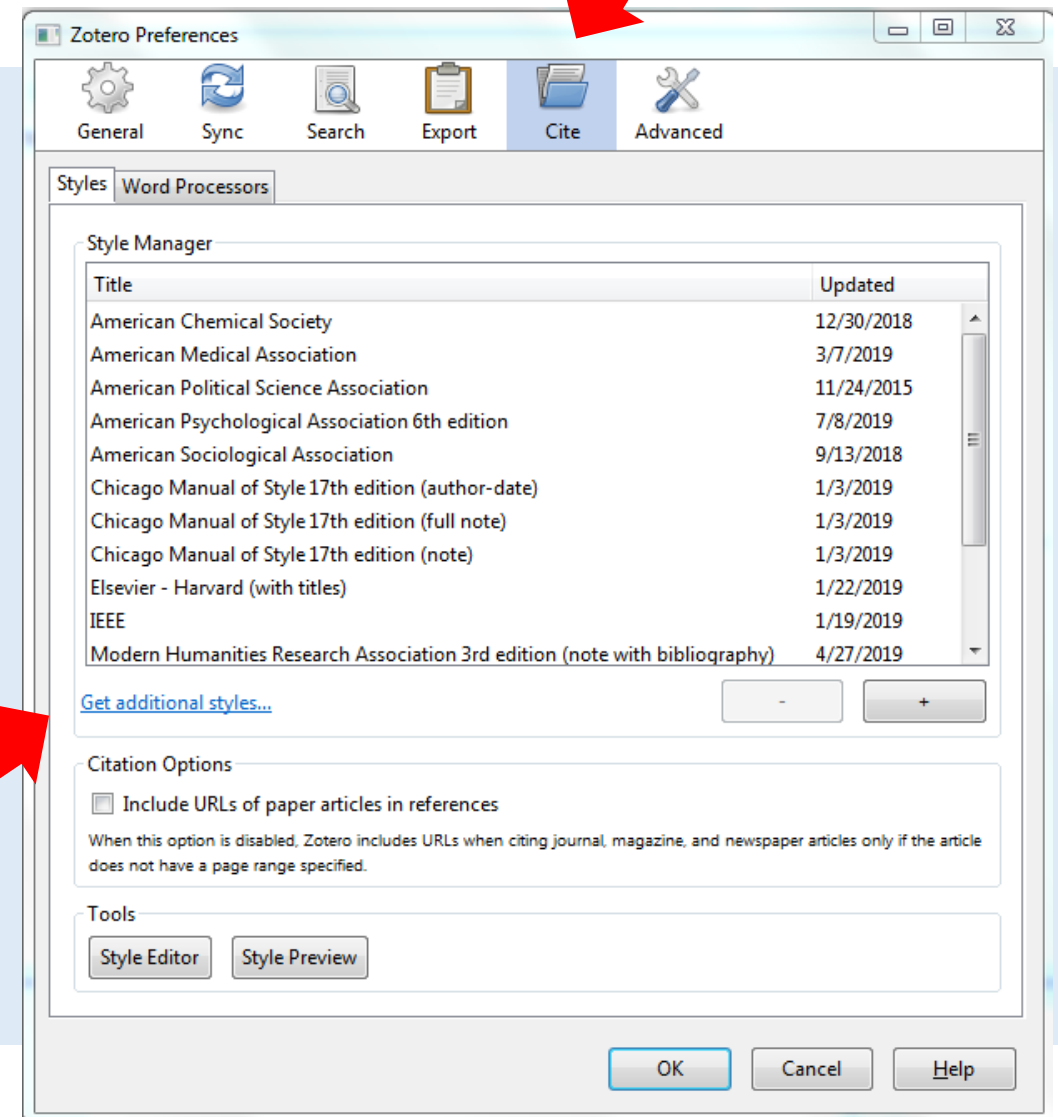 Zotero Preferences
General Sync Search Export Cite Advanced
Styles Word Processors
Style Manager
Title Updated
American Chemical Society 12/30/2018
American Medical Association 3/7/2019
American Political Science Association 11/24/2015
American Psychological Association 6th edition 7/8/2019
American Sociological Association 9/13/2018
Chicago Manual of Style 17th edition (author-date) 1/3/2019
Chicago Manual of Style 17th edition (full note) 1/3/2019
Chicago Manual of Style 17th edition (note) 1/3/2019
Elsevier - Harvard (with titles) 1/22/2019
IEEE 1/19/2019
Modern Humanities Research Association 3rd edition (note with bibliography) 4/27/2019
Get additional styles... - +
Citation Options
Include URLs of paper articles in references
When this option is disabled, Zotero includes URLs when citing journal, magazine, and newspaper articles only if the article
does not have a page range specified.
Tools
Style Editor Style Preview
OK Cancel Help